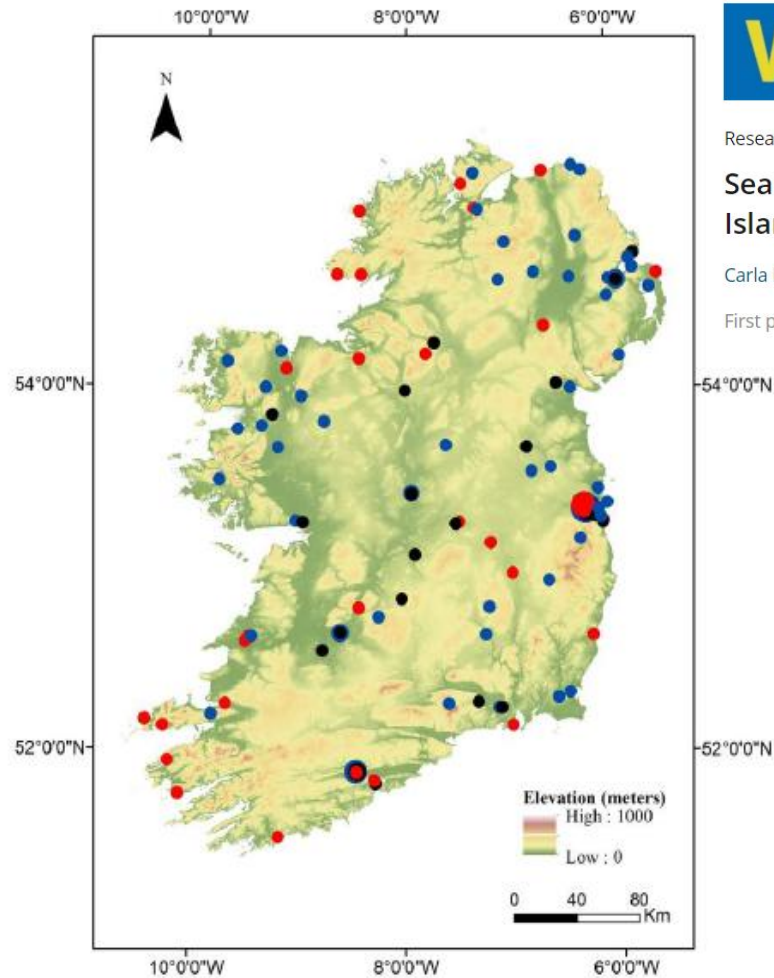 10°0'0"W 8°0'0"W 6°0'0"W
N
54°0'0"N 54°0'0"N
52°0'0"N 52°0'0"N
Elevation (meters)
High : 1000
Low : 0
0 40 80
Km
10°0'0"W 8°0'0"W 6°0'0"W
Resea
Sea
Isla
Carla
First p